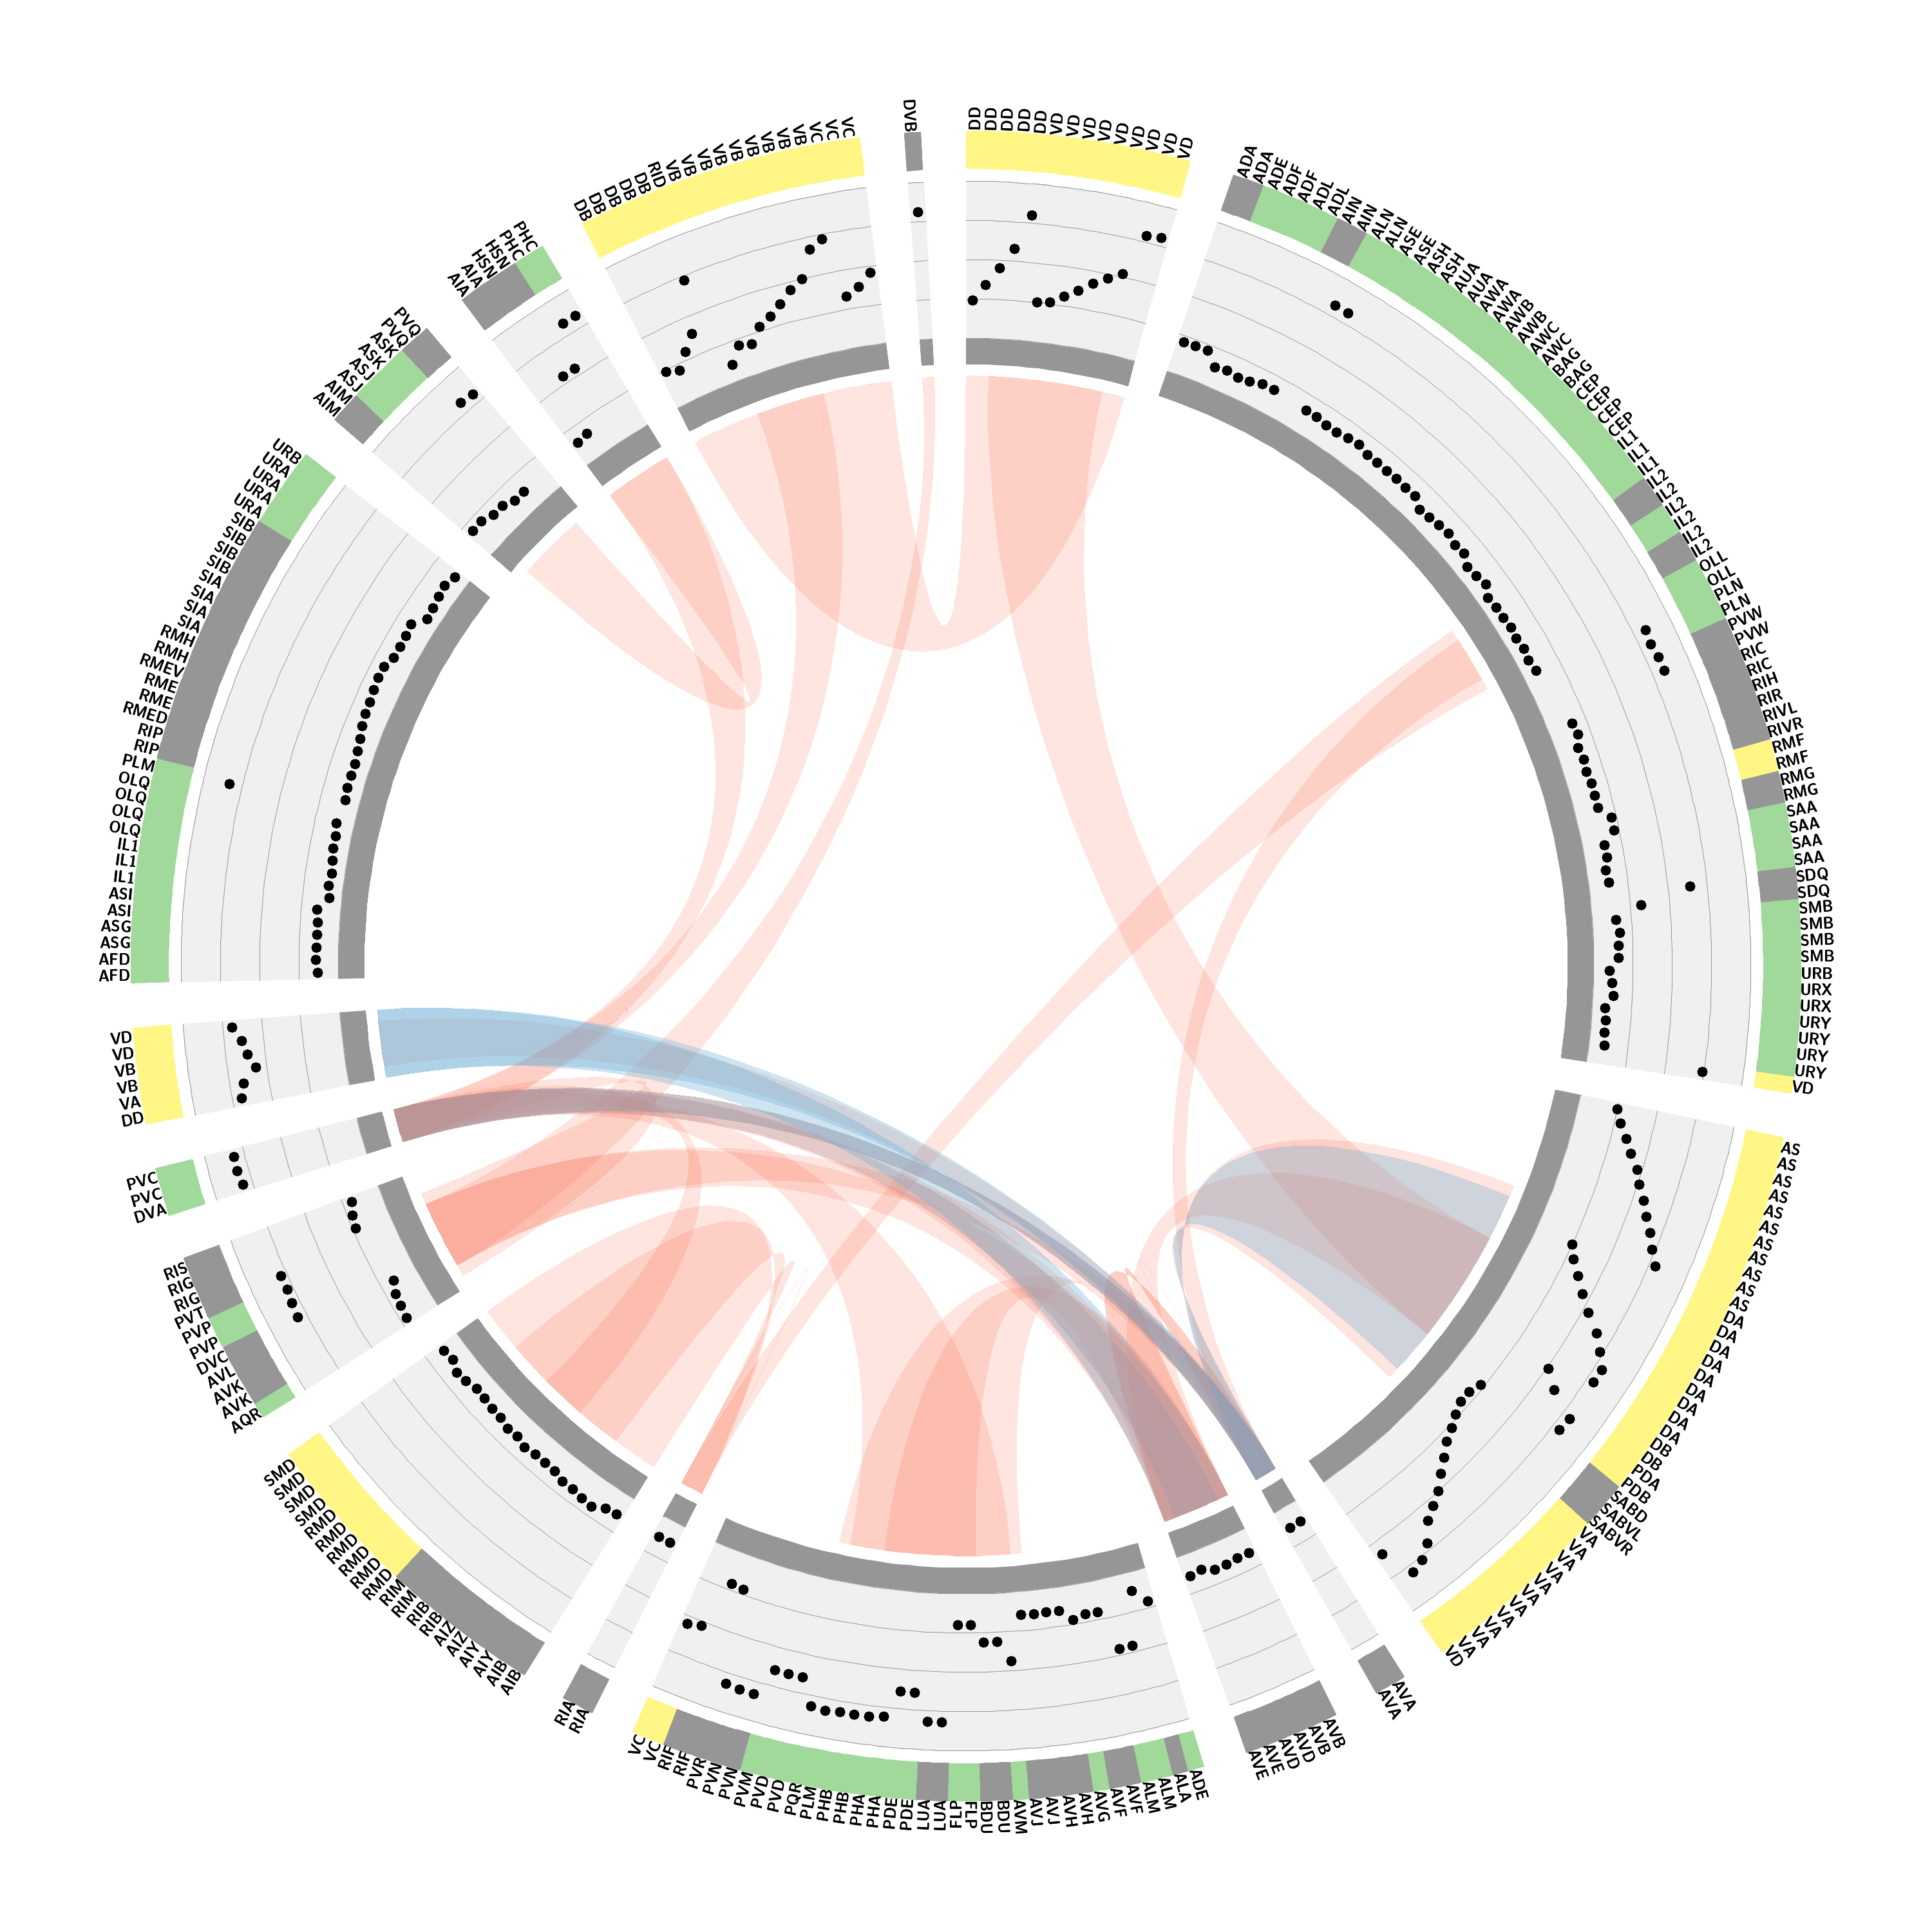 DD
DD
DD
DD
DD
VD
VD
VD
VD
VD
VD
VD
VD
VD
ADA
ADA
ADE
ADF
ADF
ADL
ADL
AIN
AIN
ALN
ALN
ASE
ASE
ASH
ASH
AUA
AUA
AWA
AWA
AWB
AWB
AWC
AWC
BAG
BAG
CEP
CEP
CEP
CEP
IL1
IL1
IL2
IL2
IL2
IL2
IL2
OLL
OLL
PLN
PLN
PVW
PVW
RIC
RIC
RIH
RIR
RIVL
RIVR
RMF
RMF
RMG
RMG
SAA
SAA
SAA
SAA
SDQ
SDQ
SMB
SMB
SMB
SMB
URB
URX
URX
URY
URY
URY
URY
VD
AS
AS
AS
AS
AS
AS
AS
AS
AS
AS
AS
DA
DA
DA
DA
DA
DA
DA
DA
DA
DB
DB
PDA
PDB
SABD
SABVL
SABVR
VA
VA
VA
VA
VA
VA
VA
VA
VA
VA
VA
VD
AVA
AVA
AVB
AVB
AVD
AVD
AVE
AVE
ADE
ALA
ALM
ALM
AVF
AVF
AVG
AVH
AVH
AVJ
AVJ
AVM
BDU
BDU
FLP
FLP
LUA
LUA
PDE
PDE
PHA
PHA
PHB
PHB
PLM
PQR
PVD
PVD
PVM
PVN
PVN
PVR
RIF
RIF
VC
VC
RIA
RIA
AIB
AIB
AIY
AIY
AIZ
AIZ
RIB
RIB
RIM
RIM
RMD
RMD
RMD
RMD
RMD
RMD
SMD
SMD
SMD
SMD
AQR
AVK
AVK
AVL
DVC
PVP
PVP
PVT
RIG
RIG
RIS
DVA
PVC
PVC
DD
VA
VB
VB
VD
VD
AFD
AFD
ASG
ASG
ASI
ASI
IL1
IL1
IL1
OLQ
OLQ
OLQ
OLQ
PLM
RIP
RIP
RMED
RME
RME
RMEV
RMH
RMH
SIA
SIA
SIA
SIA
SIB
SIB
SIB
SIB
URA
URA
URA
URA
URB
AIM
AIM
ASJ
ASJ
ASK
ASK
PVQ
PVQ
AIA
AIA
HSN
HSN
PHC
PHC
DB
DB
DB
DB
DB
RID
VB
VB
VB
VB
VB
VB
VB
VB
VB
VC
VC
VC
DVB